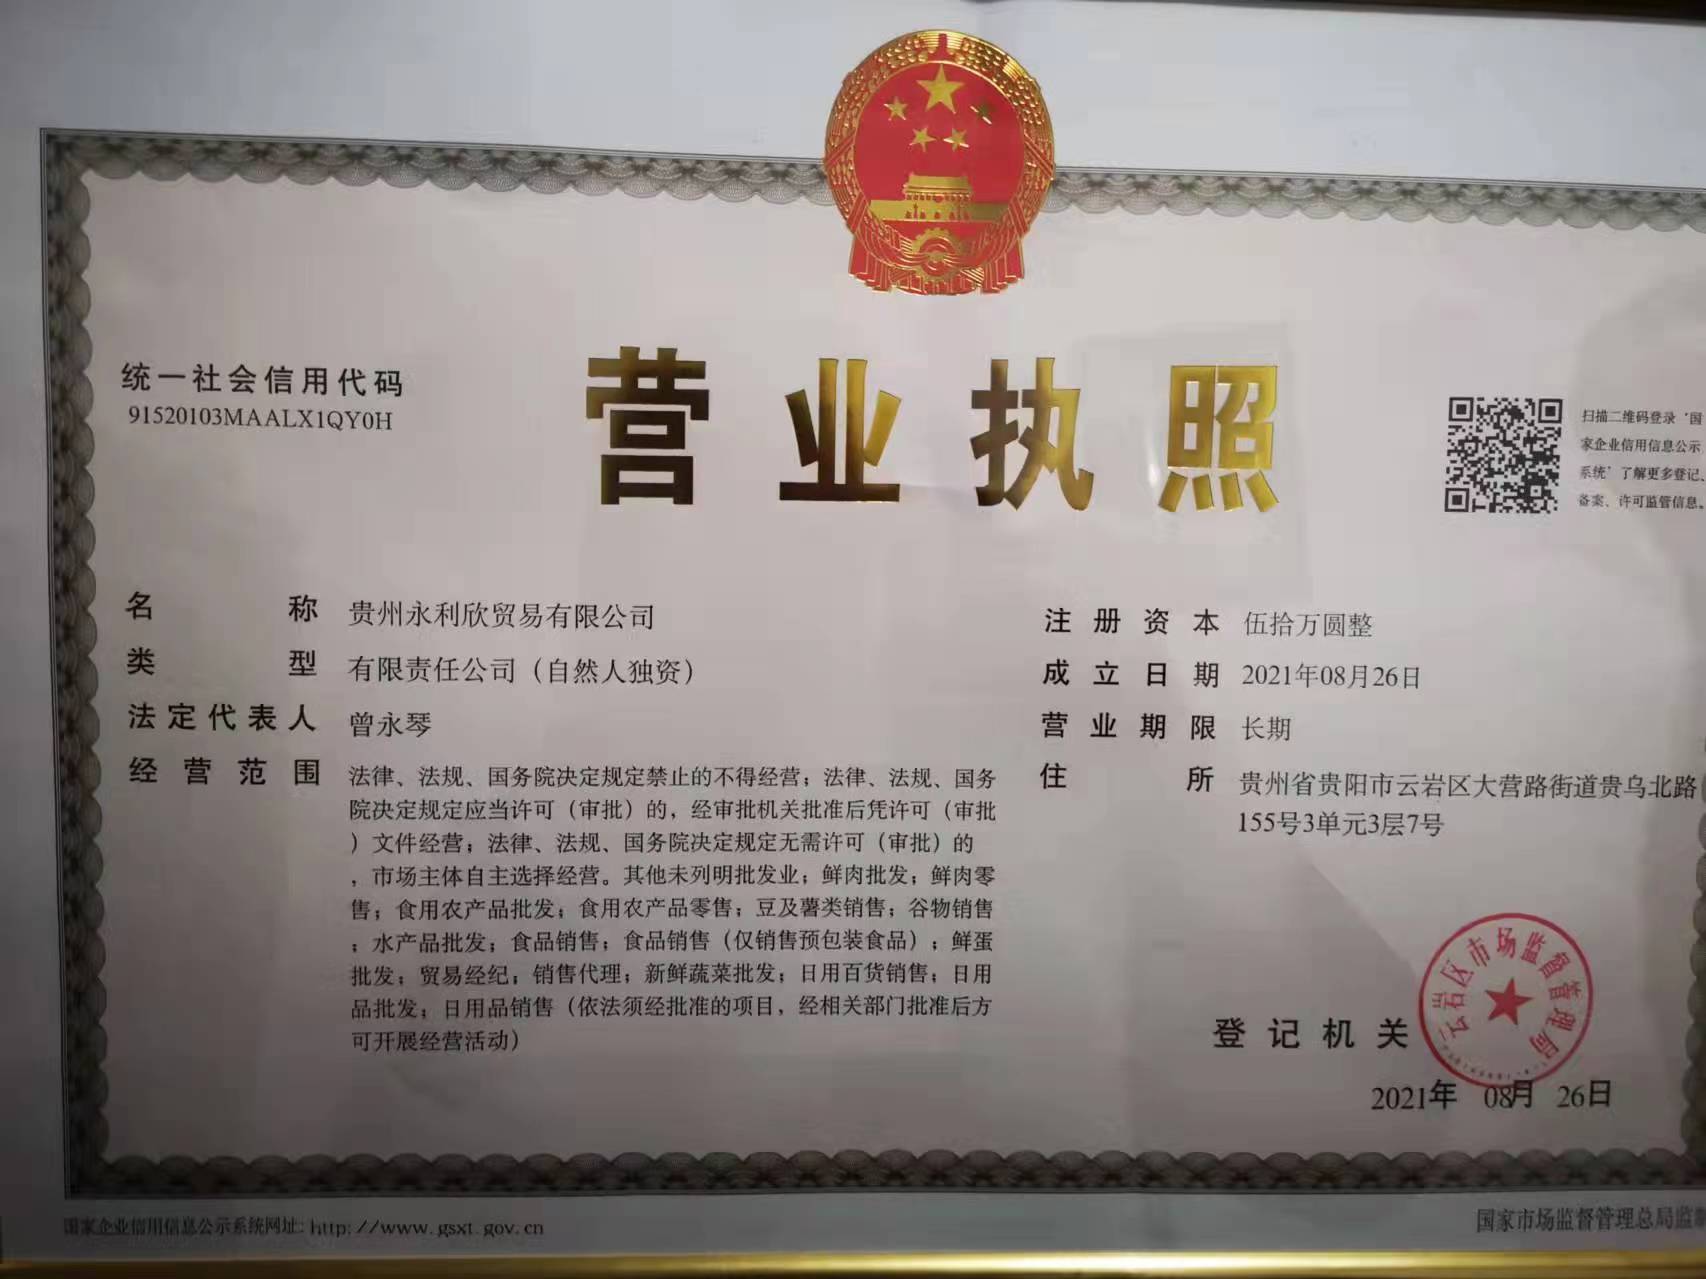 统一社会信用代码
91520103MAALX1QY0H
营业执照
扫描二维码登录‘国
家企业信用信息公示
系统’了解更多登记、
备案、许可监管信息。
名称 贵州永利欣贸易有限公司
类型 有限责任公司（自然人独资）
法定代表人 曾永琴
经营范围 法律、法规、国务院决定规定禁止的不得经营；法律、法规、国务
院决定规定应当许可（审批）的，经审批机关批准后凭许可（审批
）文件经营；法律、法规、国务院决定规定无需许可（审批）的
，市场主体自主选择经营。其他未列明批发业；鲜肉批发；鲜肉零
售；食用农产品批发；食用农产品零售；豆及薯类销售；谷物销售
；水产品批发；食品销售；食品销售（仅销售预包装食品）；鲜蛋
批发；贸易经纪；销售代理；新鲜蔬菜批发；日用百货销售；日用
品批发；日用品销售（依法须经批准的项目，经相关部门批准后方
可开展经营活动）
注册资本 伍拾万圆整
成立日期 2021年08月26日
营业期限 长期
住所 贵州省贵阳市云岩区大营路街道贵乌北路
155号3单元3层7号
登记机关
云岩区市场监督管理局
2021年 08月 26日
国家企业信用信息公示系统网址：http://www.gsxt.gov.cn
国家市场监督管理总局监制